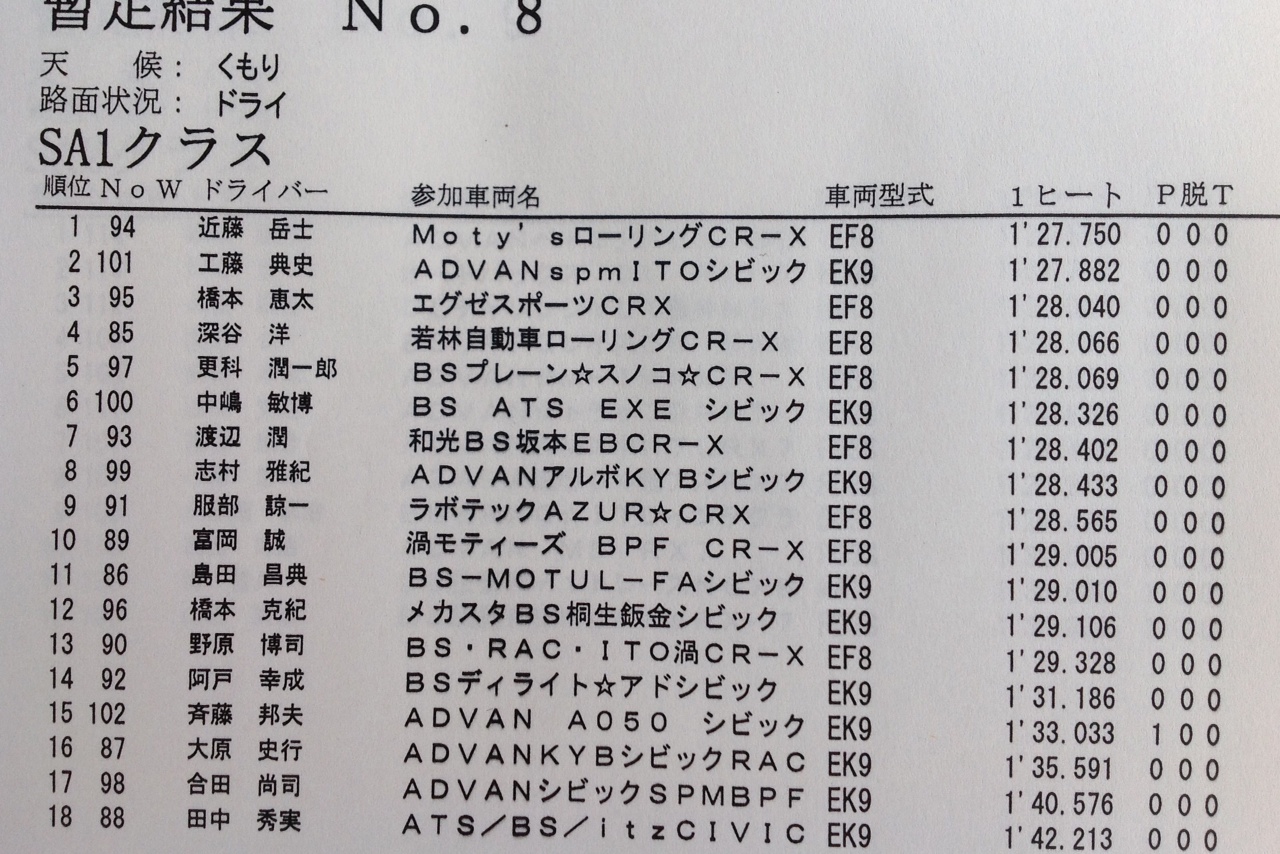 暫定結果　Ｎｏ．８
天　　候：　くもり
路面状況：　ドライ
SA1クラス
順位 ＮｏＷ ドライバー 参加車両名 車両型式 １ヒート Ｐ脱Ｔ
1 94 近藤　岳士 Ｍｏｔｙ’ｓローリングＣＲ－Ｘ EF8 1'27.750 0 0 0
2 101 工藤　典史 ＡＤＶＡＮｓｐｍＩＴＯシビック EK9 1'27.882 0 0 0
3 95 橋本　恵太 エグゼスポーツＣＲＸ EF8 1'28.040 0 0 0
4 85 深谷　洋 若林自動車ローリングＣＲ－Ｘ EF8 1'28.066 0 0 0
5 97 更科　潤一郎 ＢＳプレーン☆スノコ☆ＣＲ－Ｘ EF8 1'28.069 0 0 0
6 100 中嶋　敏博 ＢＳ　ＡＴＳ　ＥＸＥ　シビック EK9 1'28.326 0 0 0
7 93 渡辺　潤 和光ＢＳ坂本ＥＢＣＲ－Ｘ EF8 1'28.402 0 0 0
8 99 志村　雅紀 ＡＤＶＡＮアルボＫＹＢシビック EK9 1'28.433 0 0 0
9 91 服部　諒一 ラボテックＡＺＵＲ☆ＣＲＸ EF8 1'28.565 0 0 0
10 89 富岡　誠 渦モティーズ　ＢＰＦ　ＣＲ－Ｘ EF8 1'29.005 0 0 0
11 86 島田　昌典 ＢＳ－ＭＯＴＵＬ－ＦＡシビック EK9 1'29.010 0 0 0
12 96 橋本　克紀 メカスタＢＳ桐生鈑金シビック EK9 1'29.106 0 0 0
13 90 野原　博司 ＢＳ・ＲＡＣ・ＩＴＯ渦ＣＲ－Ｘ EF8 1'29.328 0 0 0
14 92 阿戸　幸成 ＢＳディライト☆アドシビック EK9 1'31.186 0 0 0
15 102 斉藤　邦夫 ＡＤＶＡＮ　Ａ０５０　シビック EK9 1'33.033 1 0 0
16 87 大原　史行 ＡＤＶＡＮＫＹＢシビックＲＡＣ EK9 1'35.591 0 0 0
17 98 合田　尚司 ＡＤＶＡＮシビックＳＰＭＢＰＦ EK9 1'40.576 0 0 0
18 88 田中　秀実 ＡＴＳ／ＢＳ／ｉｔｚＣＩＶＩＣ EK9 1'42.213 0 0 0